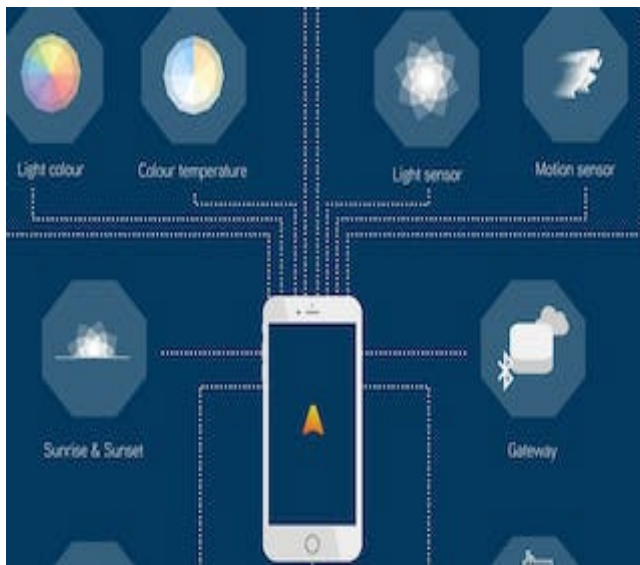 Light colour
Colour temperature
Light sensor
Motion sensor
Sunrise & Sunset
Gateway